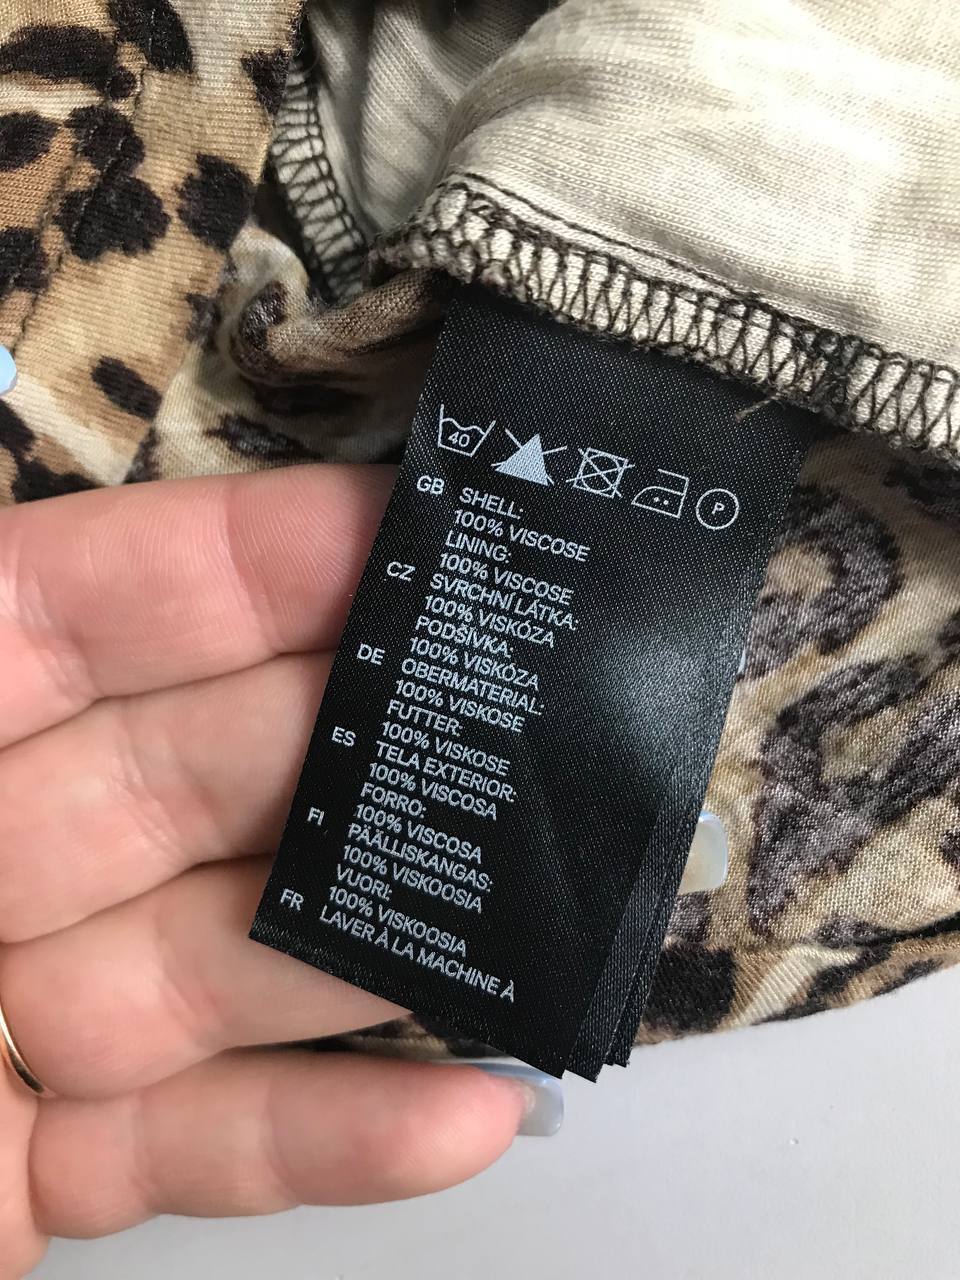 40
P
GB SHELL:
100% VISCOSE
LINING:
100% VISCOSE
CZ SVRCHNÍ LÁTKA:
100% VISKÓZA
PODŠÍVKA:
100% VISKÓZA
DE OBERMATERIAL:
100% VISKOSE
FUTTER:
100% VISKOSE
ES TELA EXTERIOR:
100% VISCOSA
FORRO:
100% VISCOSA
FI PÄÄLLISKANGAS:
100% VISKOOSIA
VUORI:
100% VISKOOSIA
FR LAVER À LA MACHINE À